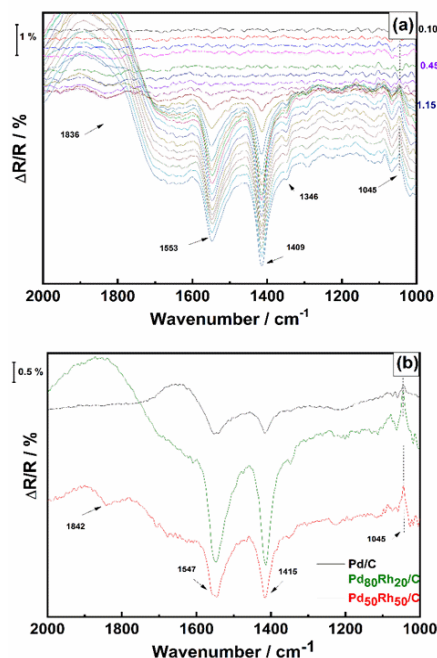 (a)
1 %
0.10
0.45
1.15
ΔR/R / %
1836
1553
1409
1346
1045
2000 1800 1600 1400 1200 1000
Wavenumber / cm-1
(b)
0.5 %
ΔR/R / %
1842
1547
1415
1045
Pd/C
Pd80Rh20/C
Pd50Rh50/C
2000 1800 1600 1400 1200 1000
Wavenumber / cm-1